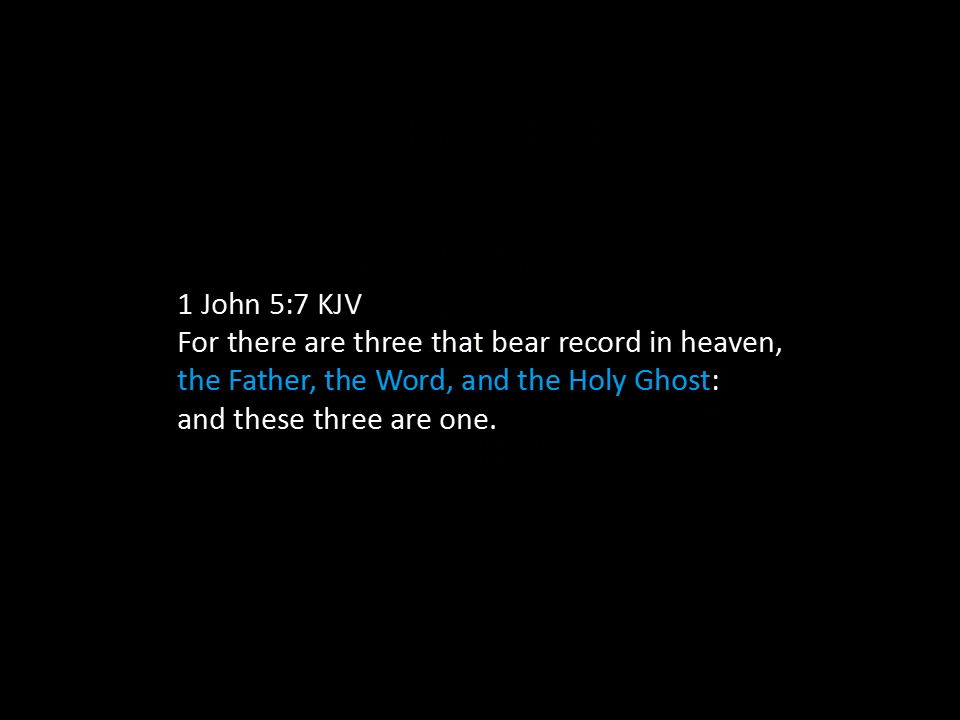 1 John 5:7 KJV
For there are three that bear record in heaven,
the Father, the Word, and the Holy Ghost:
and these three are one.